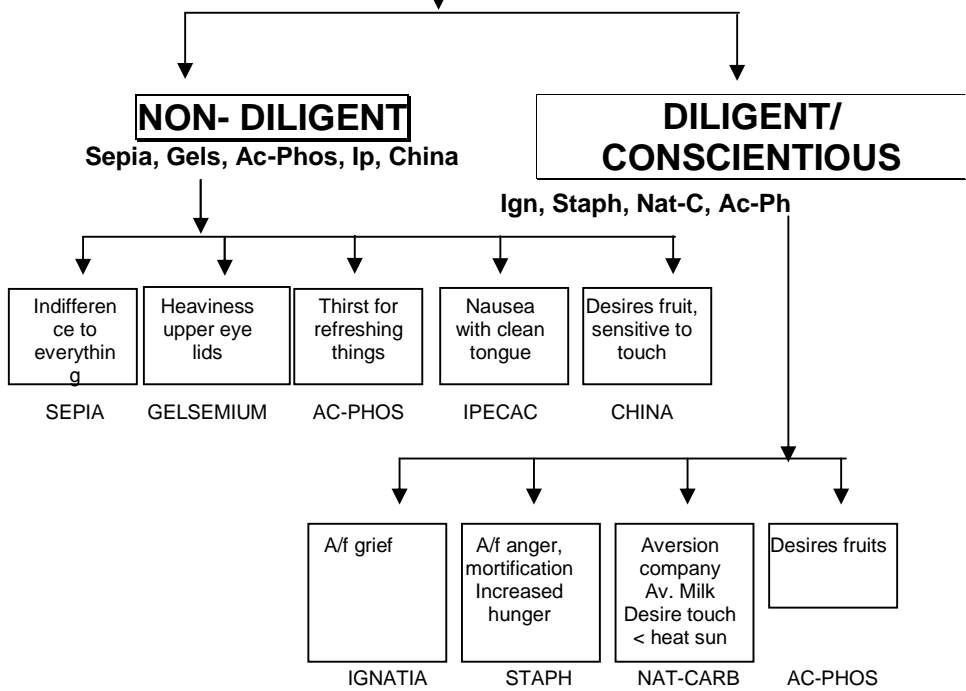 NON- DILIGENT
Sepia, Gels, Ac-Phos, Ip, China
DILIGENT/
CONSCIENTIOUS
Ign, Staph, Nat-C, Ac-Ph
Indifferen
ce to
everythin
g
SEPIA
Heaviness
upper eye
lids
GELSEMIUM
Thirst for
refreshing
things
AC-PHOS
Nausea
with clean
tongue
IPECAC
Desires fruit,
sensitive to
touch
CHINA
A/f grief
IGNATIA
A/f anger,
mortification
Increased
hunger
STAPH
Aversion
company
Av. Milk
Desire touch
< heat sun
NAT-CARB
Desires fruits
AC-PHOS